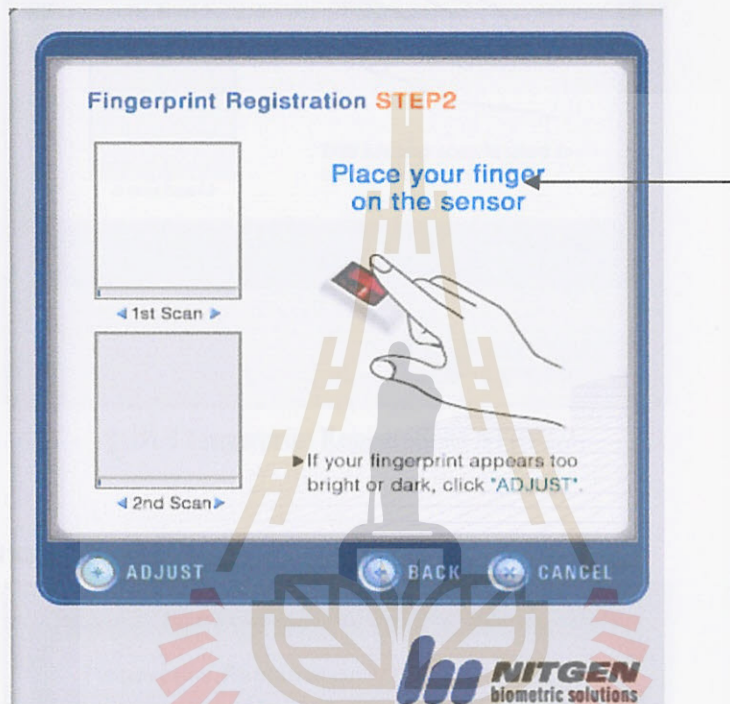 Fingerprint Registration STEP2
Place your finger
on the sensor
◀ 1st Scan ▶
◀ 2nd Scan ▶
▶If your fingerprint appears too
bright or dark, click "ADJUST".
ADJUST
BACK
CANCEL
NITGEN
biometric solutions